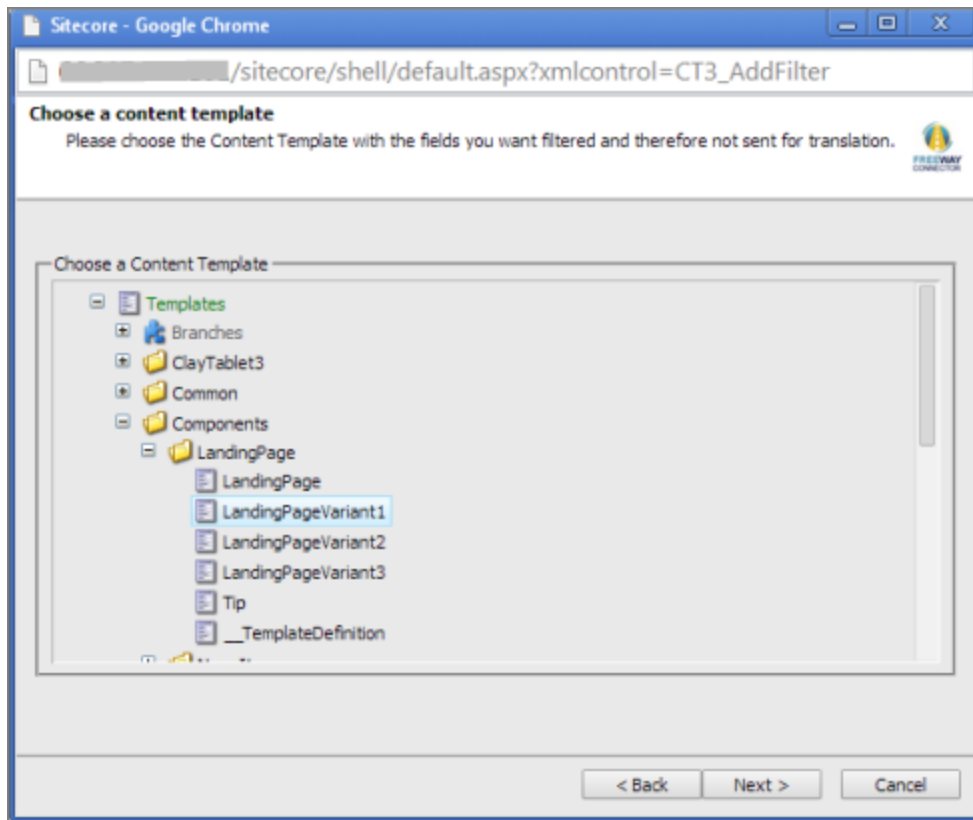 Sitecore - Google Chrome
/sitecore/shell/default.aspx?xmlcontrol=CT3_AddFilter
Choose a content template
Please choose the Content Template with the fields you want filtered and therefore not sent for translation.
FREEWAY
CONNECTOR
Choose a Content Template
Templates
Branches
ClayTablet3
Common
Components
LandingPage
LandingPage
LandingPageVariant1
LandingPageVariant2
LandingPageVariant3
Tip
__TemplateDefinition
< Back
Next >
Cancel